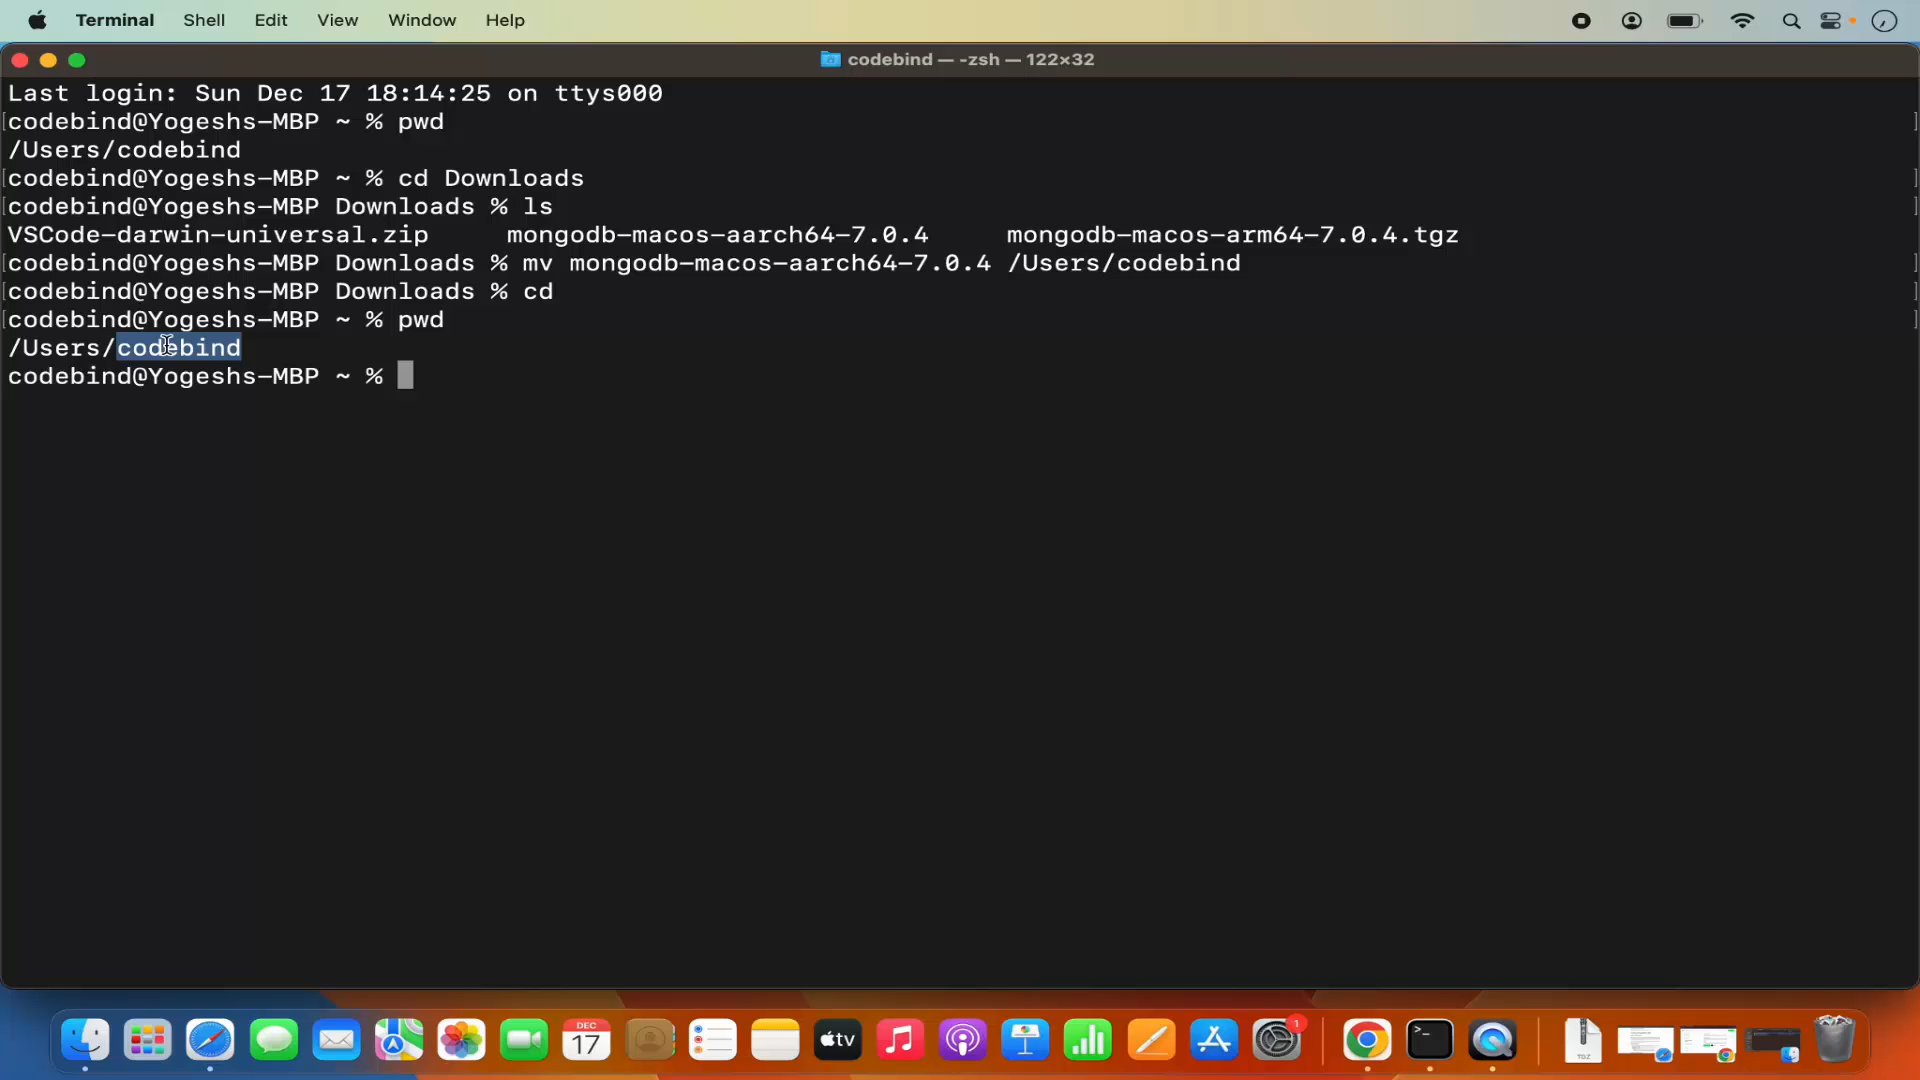 Terminal Shell Edit View Window Help
codebind — -zsh — 122×32
Last login: Sun Dec 17 18:14:25 on ttys000
[codebind@Yogeshs-MBP ~ % pwd ]
/Users/codebind
[codebind@Yogeshs-MBP ~ % cd Downloads ]
[codebind@Yogeshs-MBP Downloads % ls ]
VSCode-darwin-universal.zip mongodb-macos-aarch64-7.0.4 mongodb-macos-arm64-7.0.4.tgz
[codebind@Yogeshs-MBP Downloads % mv mongodb-macos-aarch64-7.0.4 /Users/codebind ]
[codebind@Yogeshs-MBP Downloads % cd ]
[codebind@Yogeshs-MBP ~ % pwd ]
/Users/codebind
codebind@Yogeshs-MBP ~ %
DEC 17
tv
1
>_
TGZ